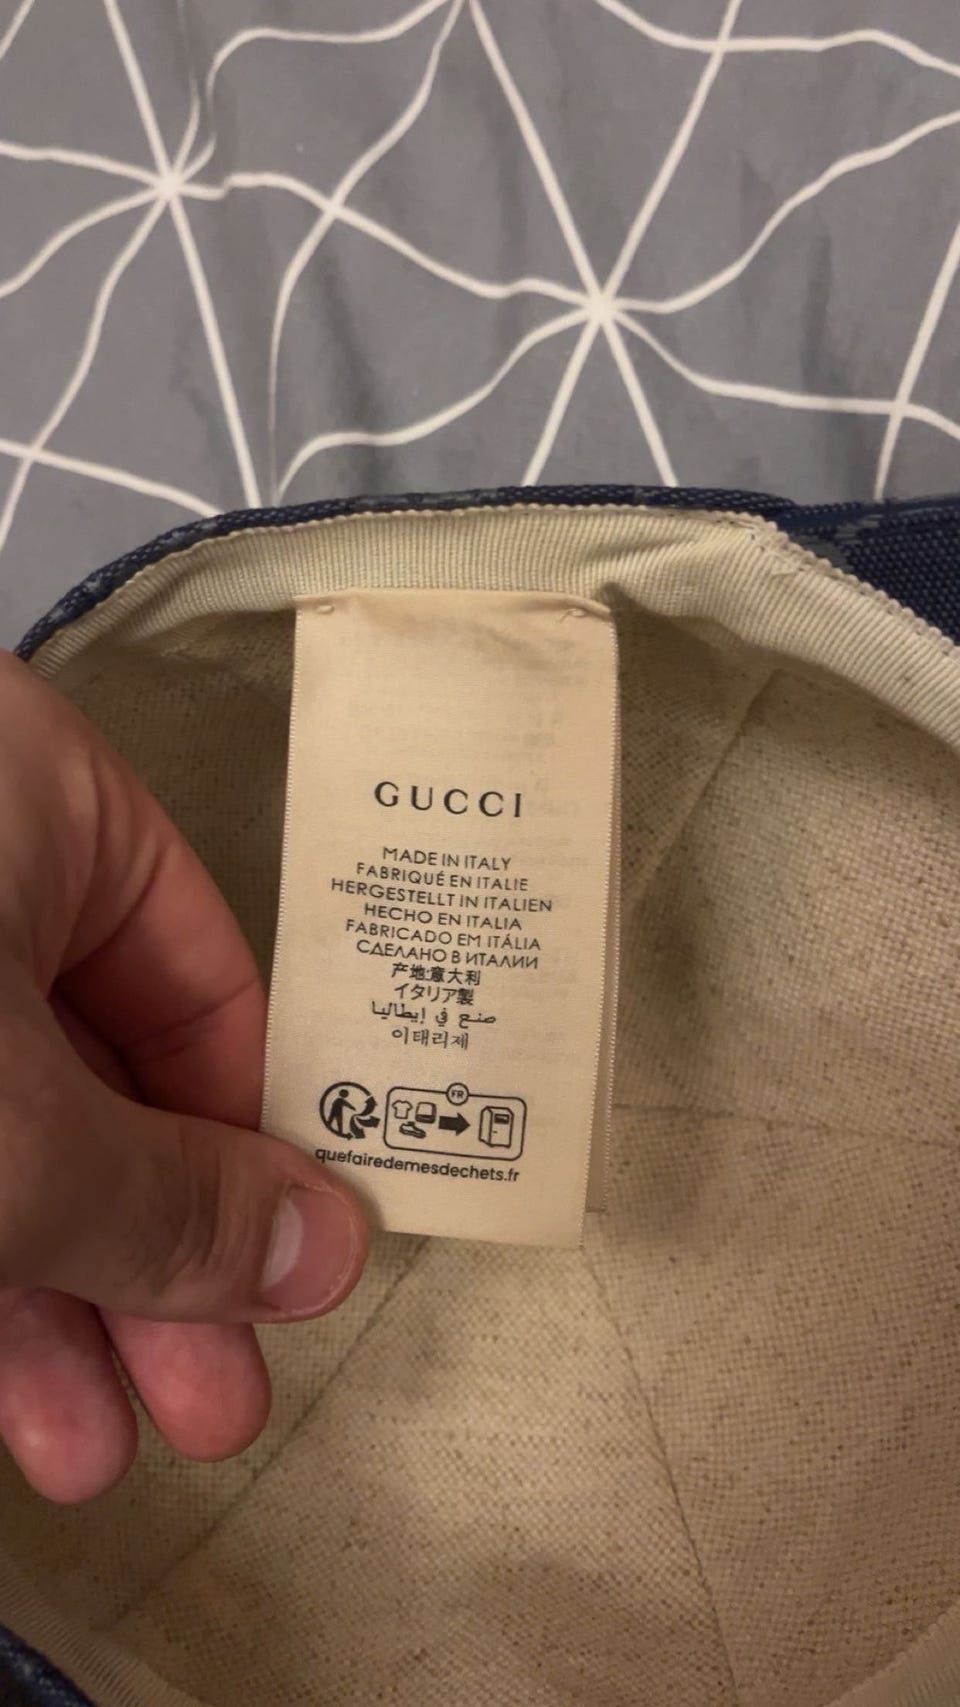 GUCCI
MADE IN ITALY
FABRIQUÉ EN ITALIE
HERGESTELLT IN ITALIEN
HECHO EN ITALIA
FABRICADO EM ITÁLIA
СДЕЛАНО В ИТАЛИИ
产地:意大利
イタリア製
صنع في إيطاليا
이태리제
FR
quefairedemesdechets.fr